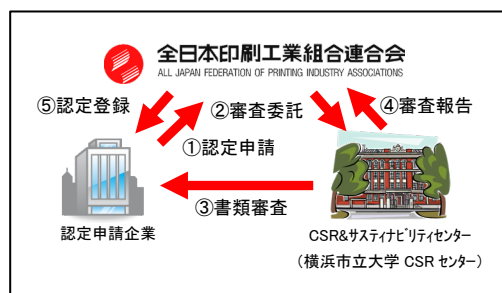 全日本印刷工業組合連合会
ALL JAPAN FEDERATION OF PRINTING INDUSTRY ASSOCIATIONS
⑤認定登録
②審査委託
④審査報告
①認定申請
③書類審査
認定申請企業
CSR&ｻｽﾃｨﾅﾋﾞﾘﾃｨセンター
（横浜市立大学 CSR センター）